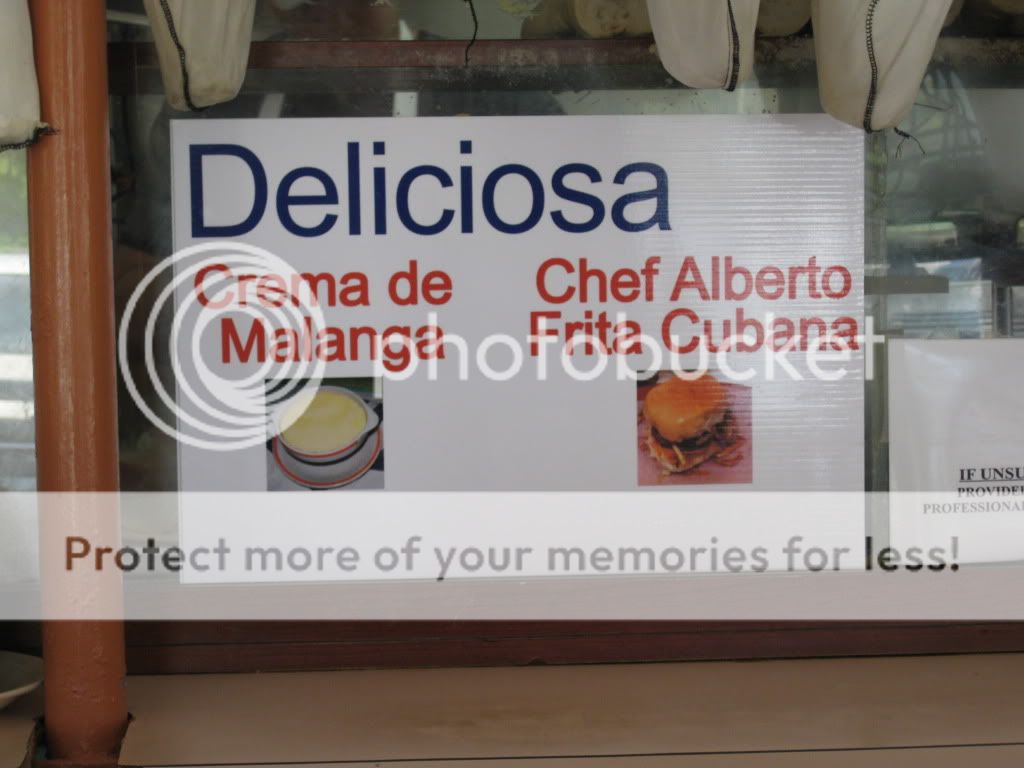 Deliciosa
Crema de
Malanga
Chef Alberto
Frita Cubana
photobucket
IF UNSU
PROVIDE
PROFESSIONA
Protect more of your memories for less!